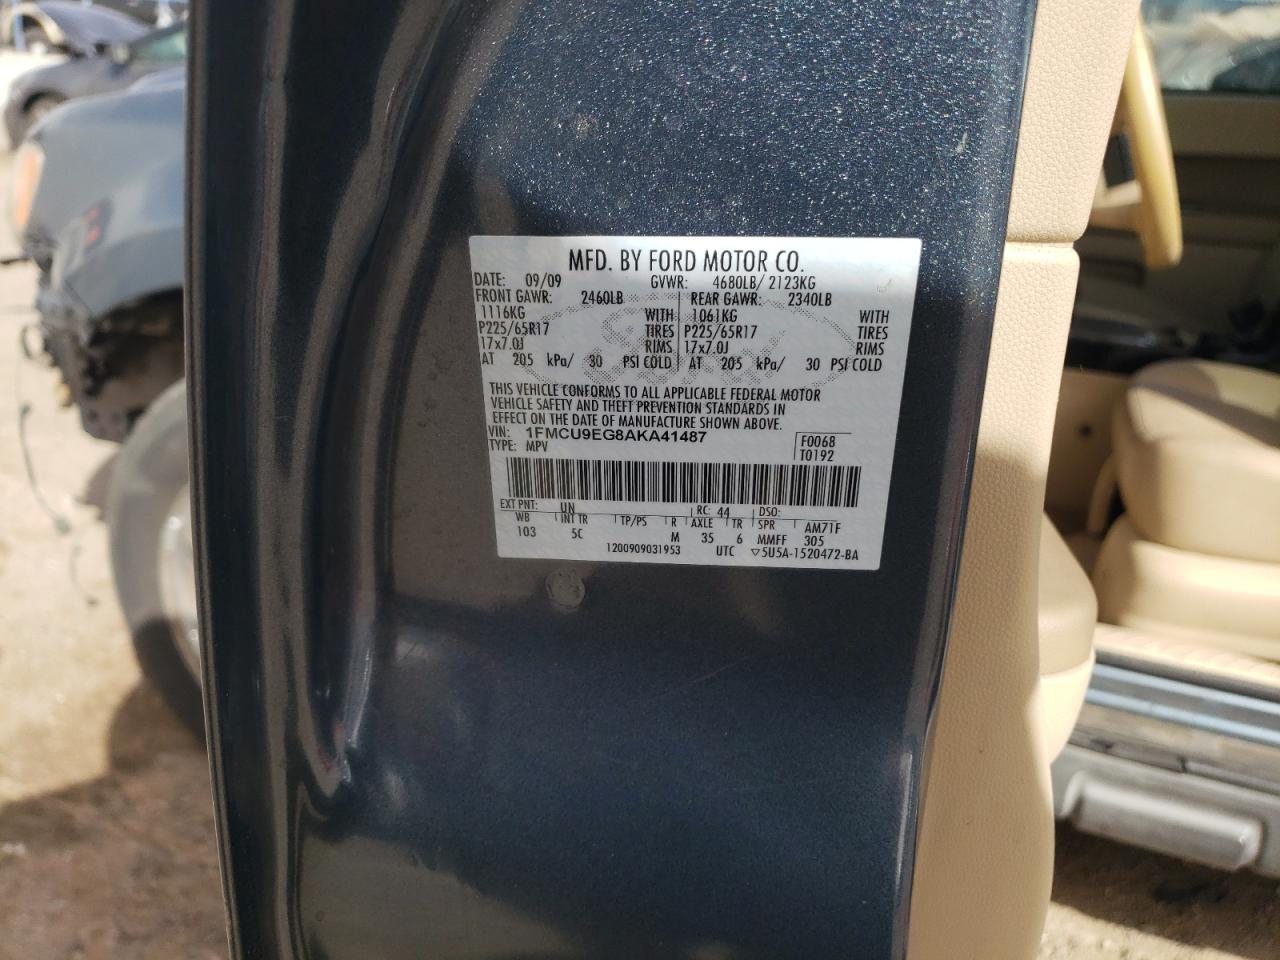 MFD. BY FORD MOTOR CO.
DATE: 09/09 GVWR: 4680LB/ 2123KG
FRONT GAWR: 2460LB REAR GAWR: 2340LB
1116KG WITH 1061KG WITH
P225/65R17 TIRES P225/65R17 TIRES
17x7.0J RIMS 17x7.0J RIMS
AT 205 kPa/ 30 PSI COLD AT 205 kPa/ 30 PSI COLD
THIS VEHICLE CONFORMS TO ALL APPLICABLE FEDERAL MOTOR
VEHICLE SAFETY AND THEFT PREVENTION STANDARDS IN
EFFECT ON THE DATE OF MANUFACTURE SHOWN ABOVE.
VIN: 1FMCU9EG8AKA41487 F0068
TYPE: MPV T0192
EXT PNT: UN RC: 44 DSO:
WB INT TR TP/PS R AXLE TR SPR AM71F
103 5C M 35 6 MMFF 305
1200909031953 UTC ▽5U5A-1520472-BA